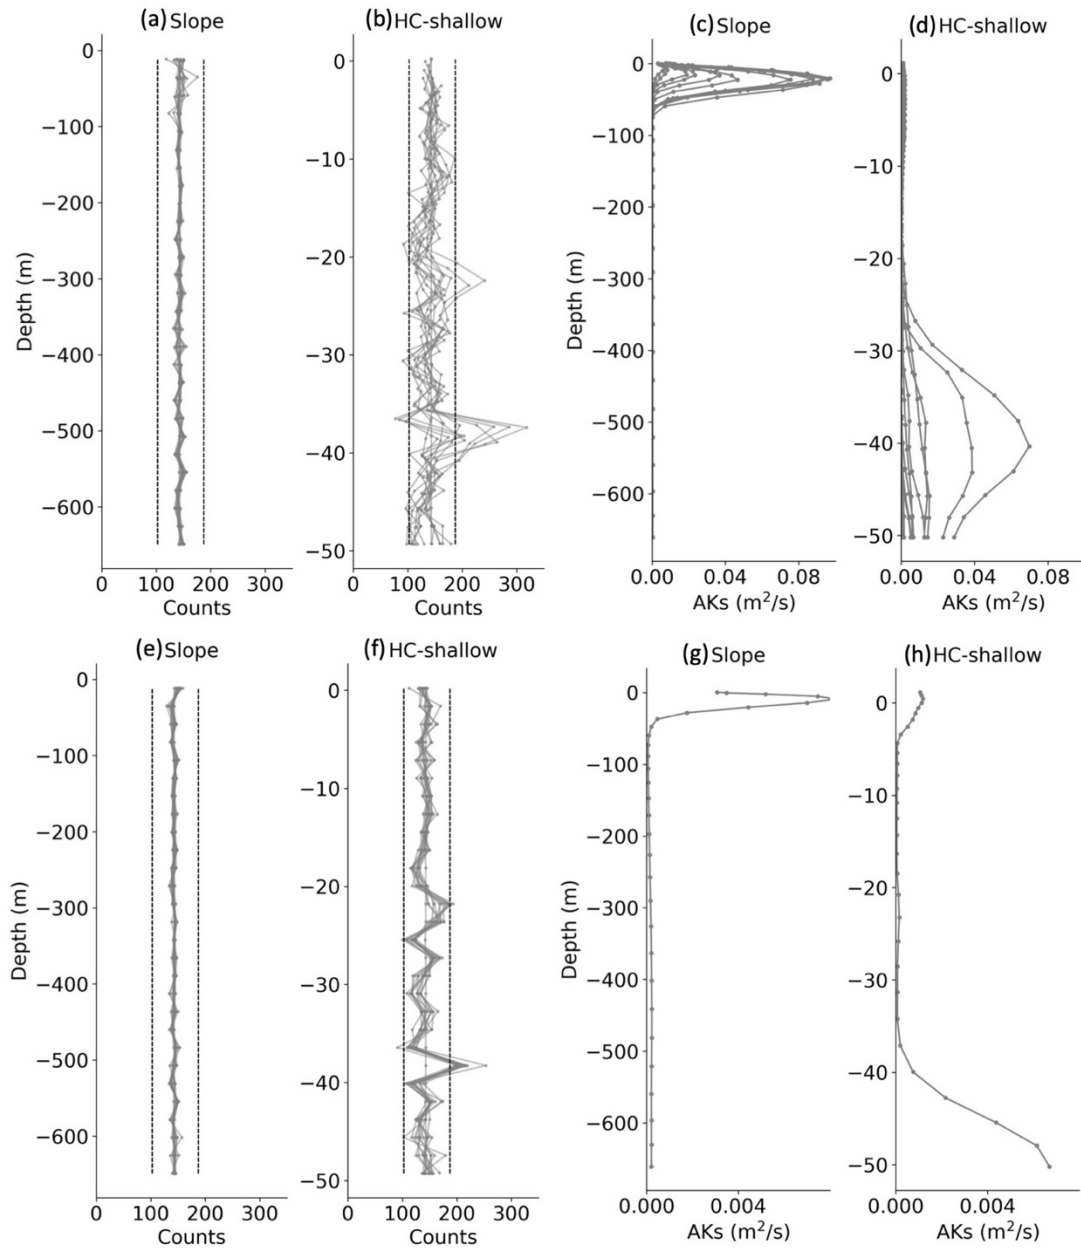 (a) Slope
(b) HC-shallow
(c) Slope
(d) HC-shallow
0
−100
−200
−300
−400
−500
−600
Depth (m)
0 100 200 300
Counts
0
−10
−20
−30
−40
−50
0 100 200 300
Counts
0
−100
−200
−300
−400
−500
−600
Depth (m)
0.00 0.04 0.08
AKs (m²/s)
0
−10
−20
−30
−40
−50
0.00 0.04 0.08
AKs (m²/s)
(e) Slope
(f) HC-shallow
(g) Slope
(h) HC-shallow
0
−100
−200
−300
−400
−500
−600
Depth (m)
0 100 200 300
Counts
0
−10
−20
−30
−40
−50
0 100 200 300
Counts
0
−100
−200
−300
−400
−500
−600
Depth (m)
0.000 0.004
AKs (m²/s)
0
−10
−20
−30
−40
−50
0.000 0.004
AKs (m²/s)